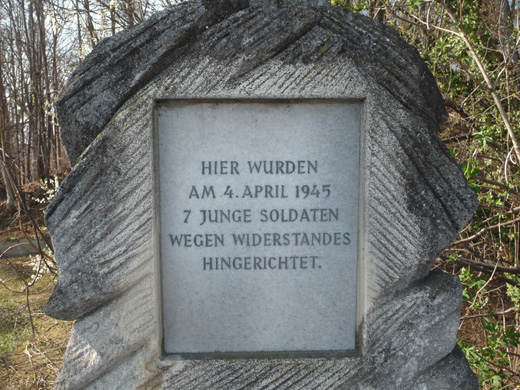 HIER WURDEN
AM 4. APRIL 1945
7 JUNGE SOLDATEN
WEGEN WIDERSTANDES
HINGERICHTET.